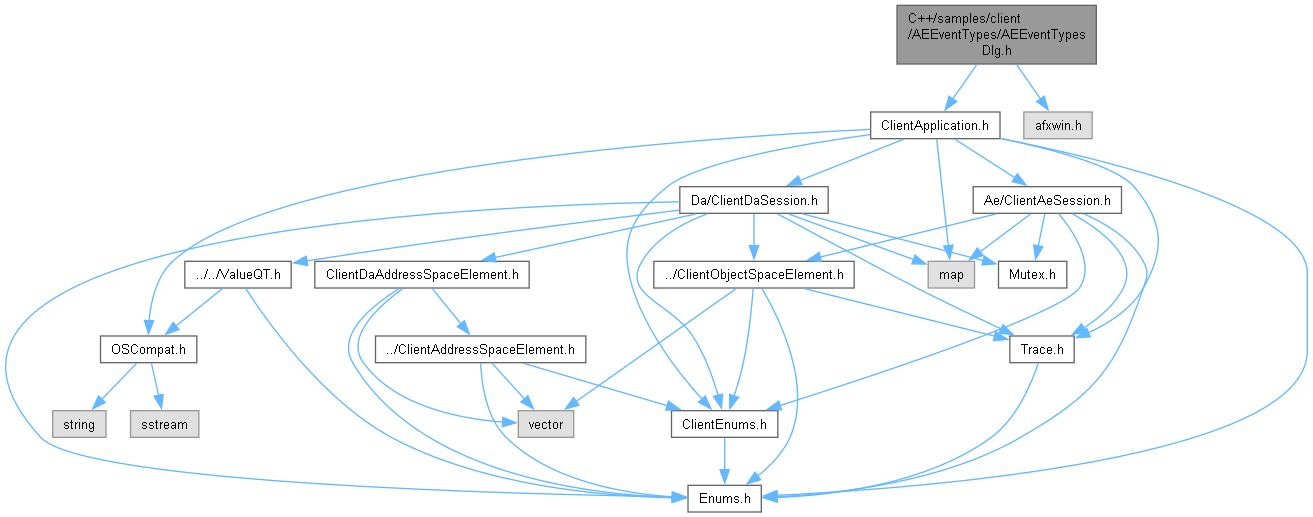 C++/samples/client
/AEEventTypes/AEEventTypes
Dlg.h
ClientApplication.h
afxwin.h
Da/ClientDaSession.h
Ae/ClientAeSession.h
../../ValueQT.h
ClientDaAddressSpaceElement.h
../ClientObjectSpaceElement.h
map
Mutex.h
OSCompat.h
../ClientAddressSpaceElement.h
Trace.h
string
sstream
vector
ClientEnums.h
Enums.h